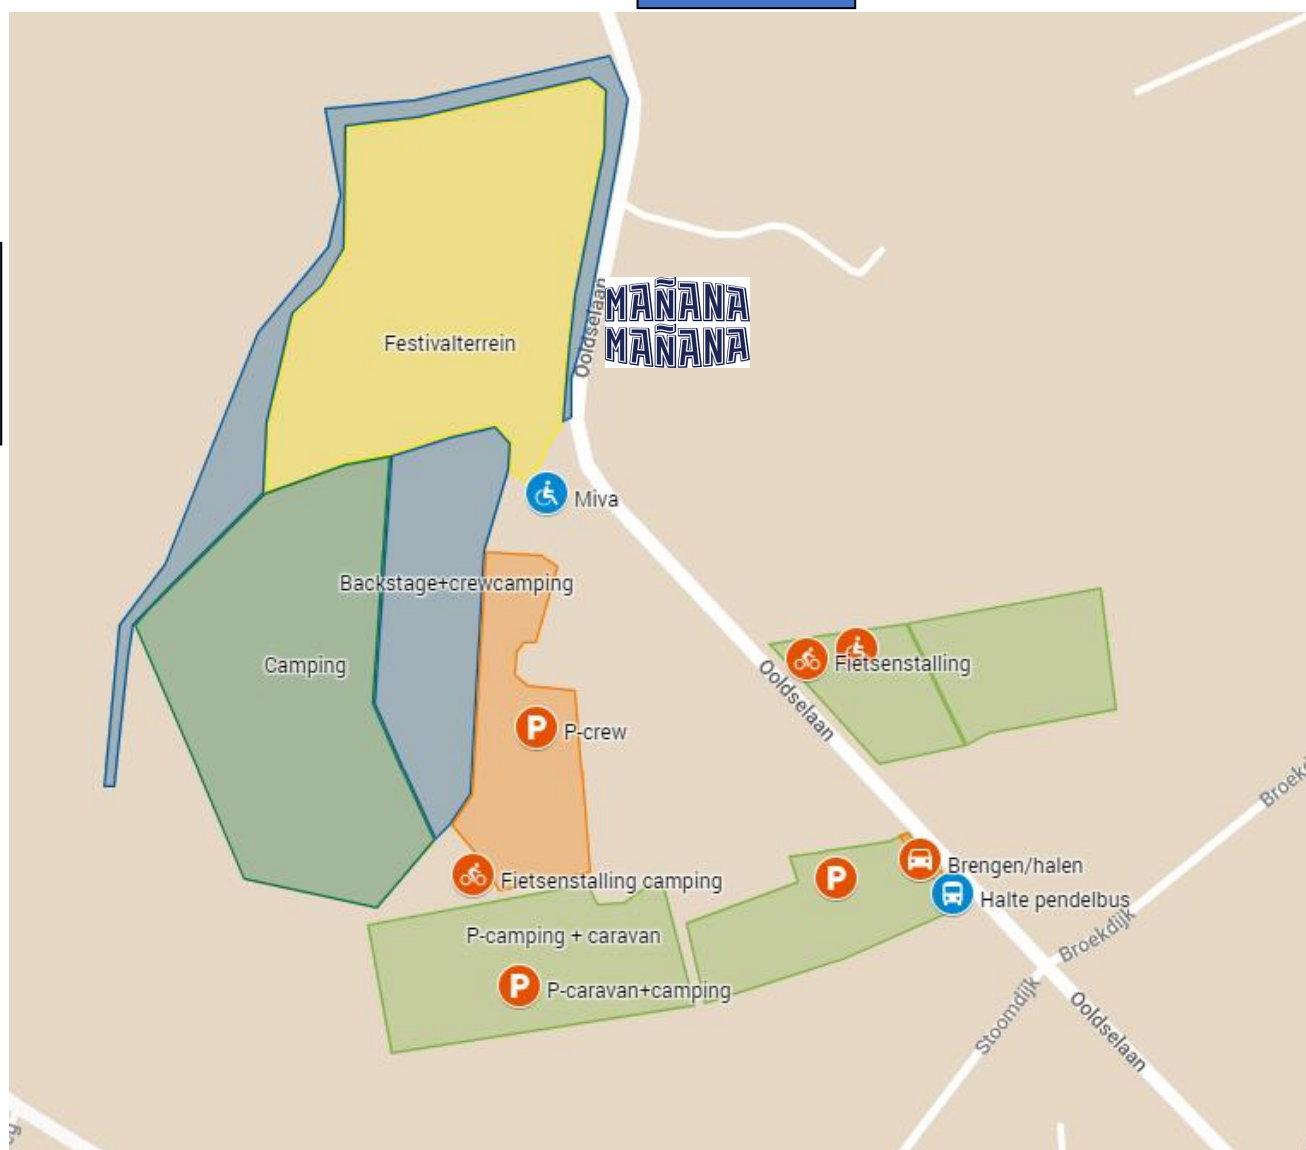 MAÑANA
MAÑANA
Ooldselaan
Festivalterrein
Miva
Backstage+crewcamping
Camping
Fietsenstalling
Ooldselaan
P
P-crew
P
Brengen/halen
Halte pendelbus
Fietsenstalling camping
P-camping + caravan
P
P-caravan+camping
Broekdijk
Stoomdijk
Ooldselaan